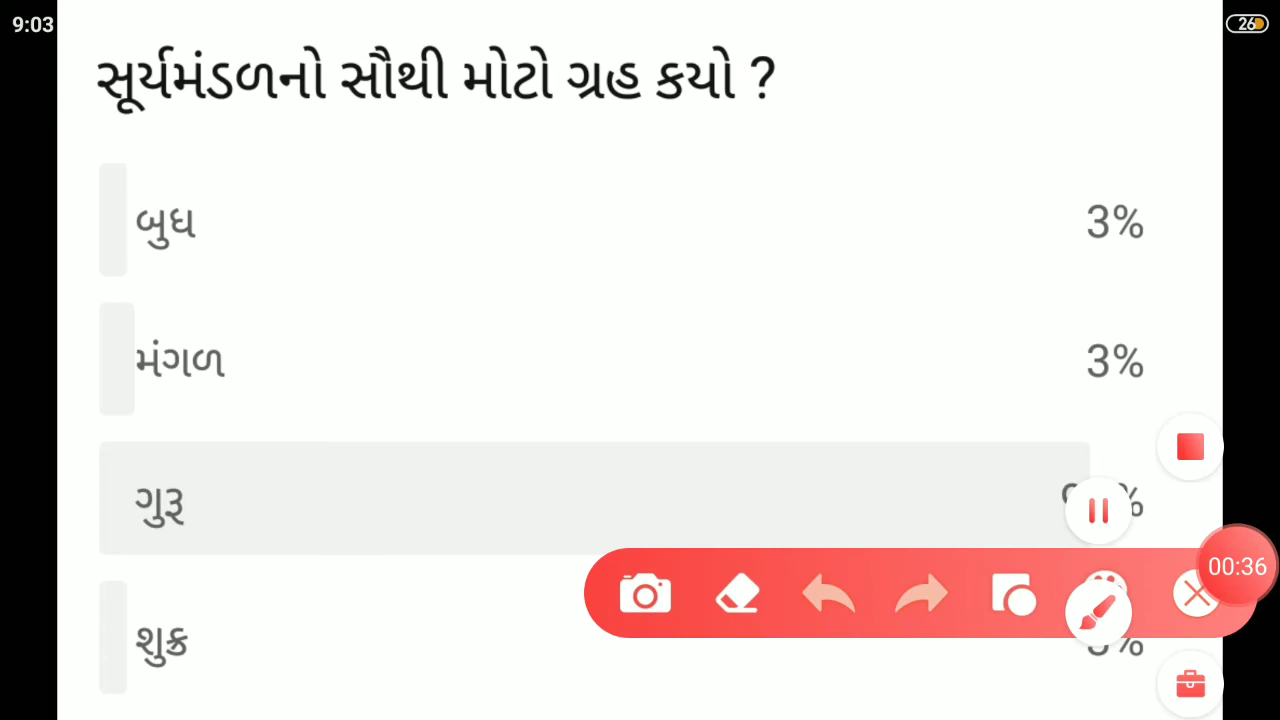 9:03
26
સૂર્યમંડળનો સૌથી મોટો ગ્રહ કયો ?
બુધ 3%
મંગળ 3%
ગુરૂ
00:36
શુક્ર